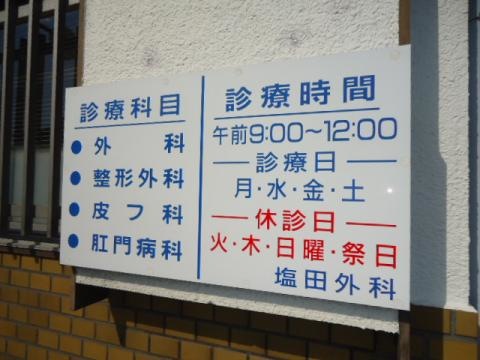 診療科目
● 外科
● 整形外科
● 皮フ科
● 肛門病科
診療時間
午前9:00~12:00
診療日
月・水・金・土
休診日
火・木・日曜・祭日
塩田外科